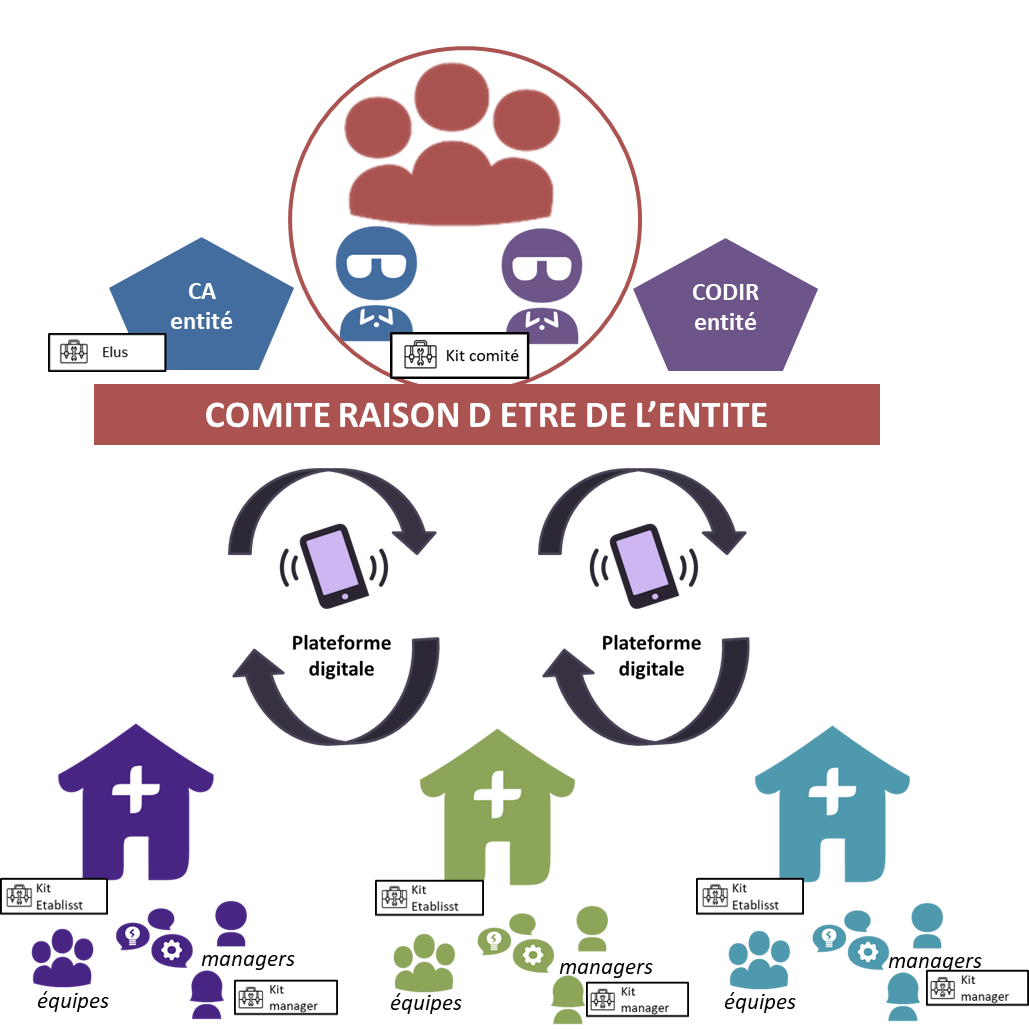 CA
entité
CODIR
entité
Elus
Kit comité
COMITE RAISON D ETRE DE L’ENTITE
Plateforme
digitale
Plateforme
digitale
Kit
Etablisst
Kit
Etablisst
Kit
Etablisst
managers
équipes
Kit
manager
managers
équipes
Kit
manager
managers
équipes
Kit
manager